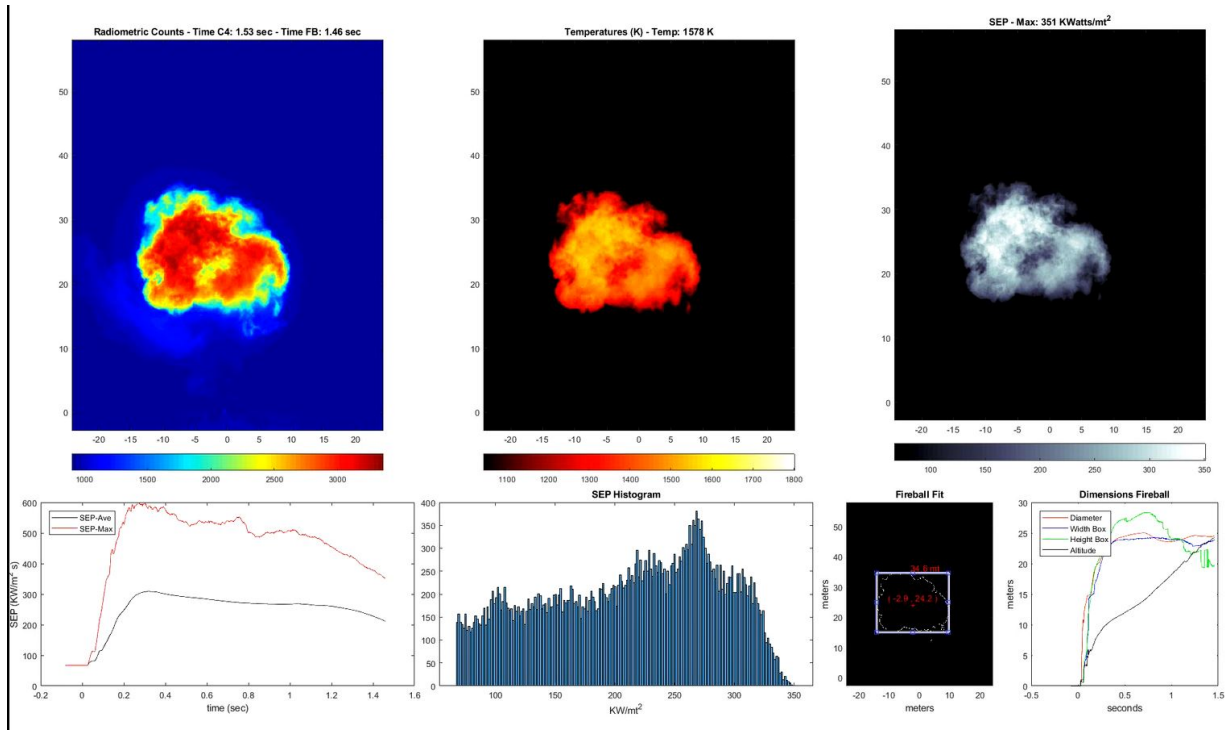 Radiometric Counts - Time C4: 1.53 sec - Time FB: 1.46 sec
50
40
30
20
10
0
-20 -15 -10 -5 0 5 10 15 20
1000 1500 2000 2500 3000
Temperatures (K) - Temp: 1578 K
50
40
30
20
10
0
-20 -15 -10 -5 0 5 10 15 20
1100 1200 1300 1400 1500 1600 1700 1800
SEP - Max: 351 KWatts/mt²
50
40
30
20
10
0
-20 -15 -10 -5 0 5 10 15 20
100 150 200 250 300 350
SEP-Ave
SEP-Max
SEP (KW/m² s)
600
500
400
300
200
100
0
-0.2 0 0.2 0.4 0.6 0.8 1 1.2 1.4 1.6
time (sec)
SEP Histogram
400
350
300
250
200
150
100
50
0
100 150 200 250 300 350
KW/mt²
Fireball Fit
meters
50
40
30
20
10
0
34.6 mt
( -2.9 , 24.2 )
-20 -10 0 10 20
meters
Dimensions Fireball
Diameter
Width Box
Height Box
Altitude
meters
30
25
20
15
10
5
0
-0.5 0 0.5 1 1.5
seconds